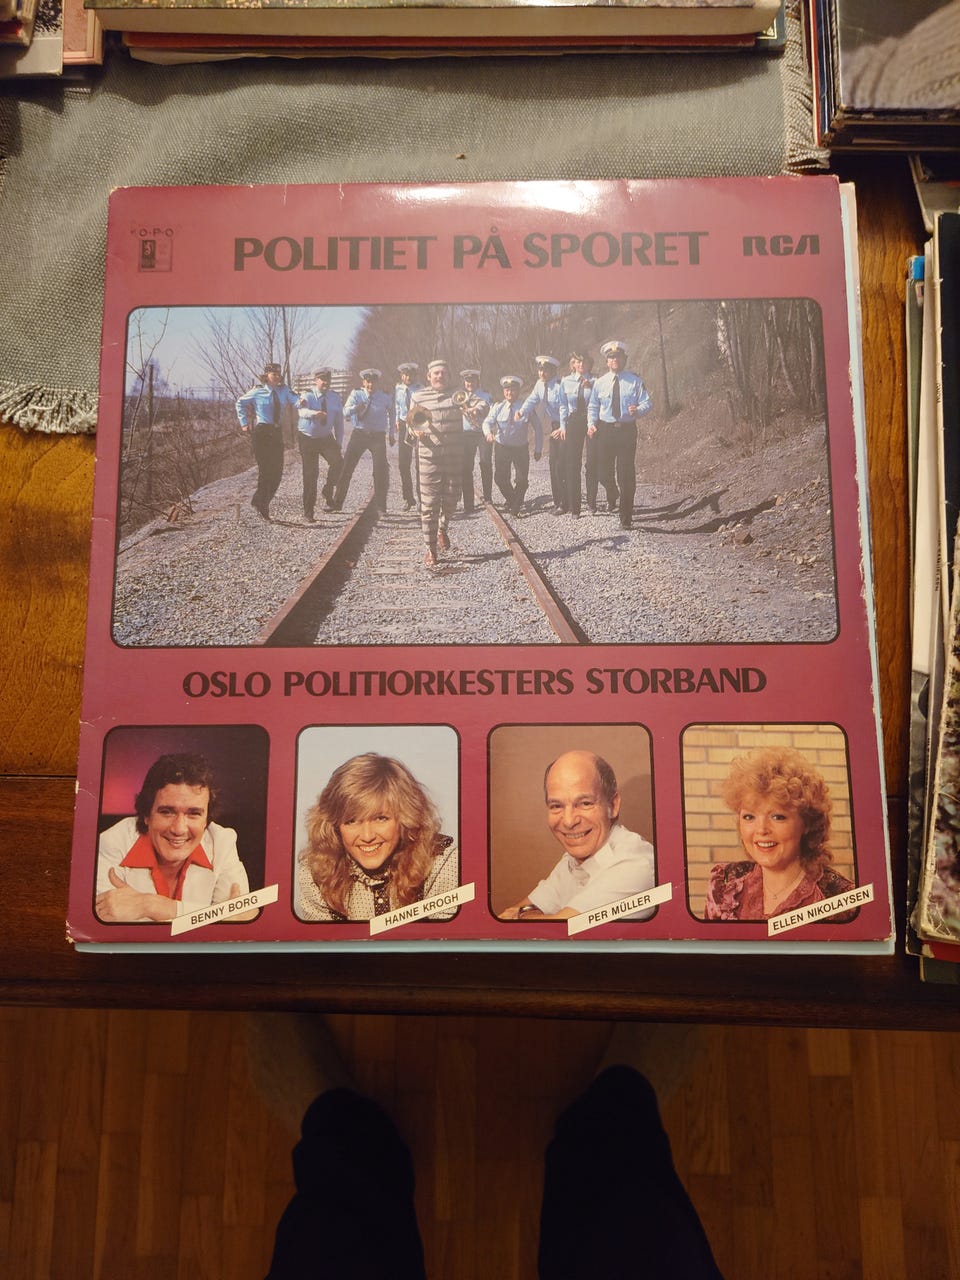 O·P·O
POLITIET PÅ SPORET
RCA
OSLO POLITIORKESTERS STORBAND
BENNY BORG
HANNE KROGH
PER MÜLLER
ELLEN NIKOLAYSEN